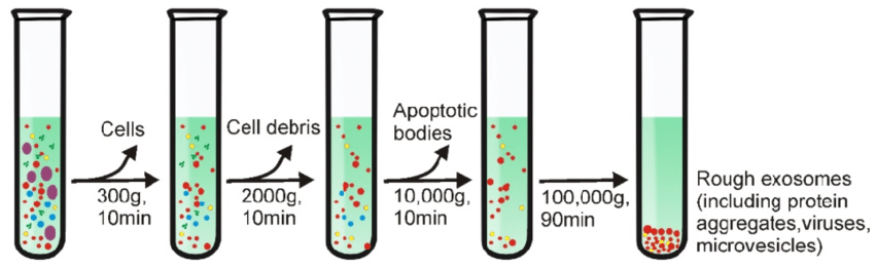 Cells
300g,
10min
Cell debris
2000g,
10min
Apoptotic
bodies
10,000g,
10min
100,000g,
90min
Rough exosomes
(including protein
aggregates,viruses,
microvesicles)